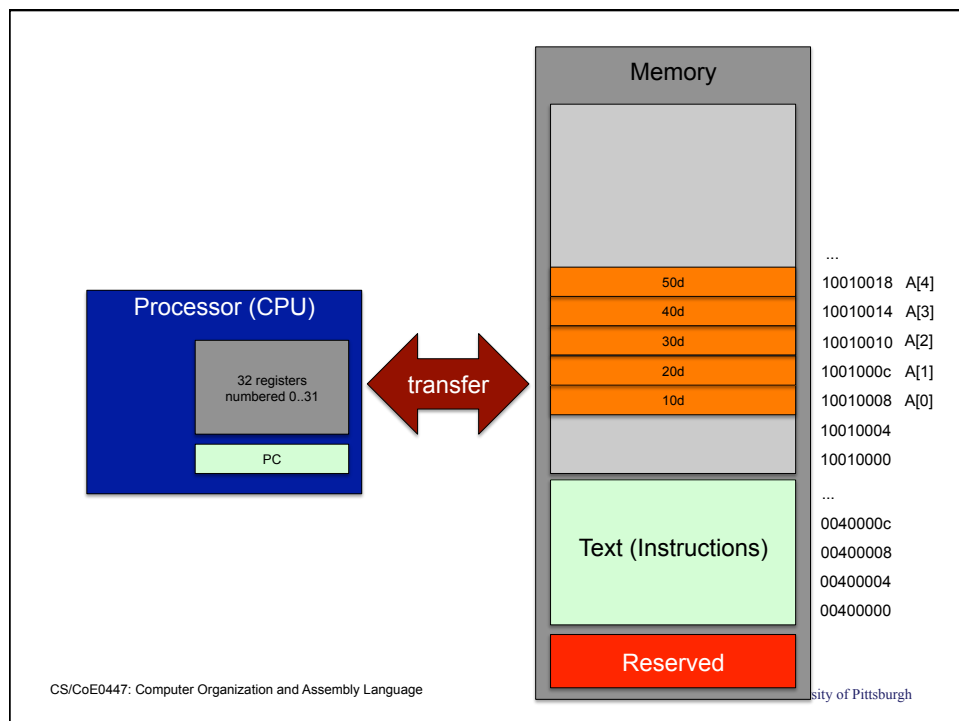 Memory
...
50d
10010018 A[4]
Processor (CPU)
40d
10010014 A[3]
30d
10010010 A[2]
32 registers
numbered 0..31
transfer
20d
1001000c A[1]
10d
10010008 A[0]
10010004
PC
10010000
...
0040000c
Text (Instructions)
00400008
00400004
00400000
Reserved
CS/CoE0447: Computer Organization and Assembly Language
of Pittsburgh